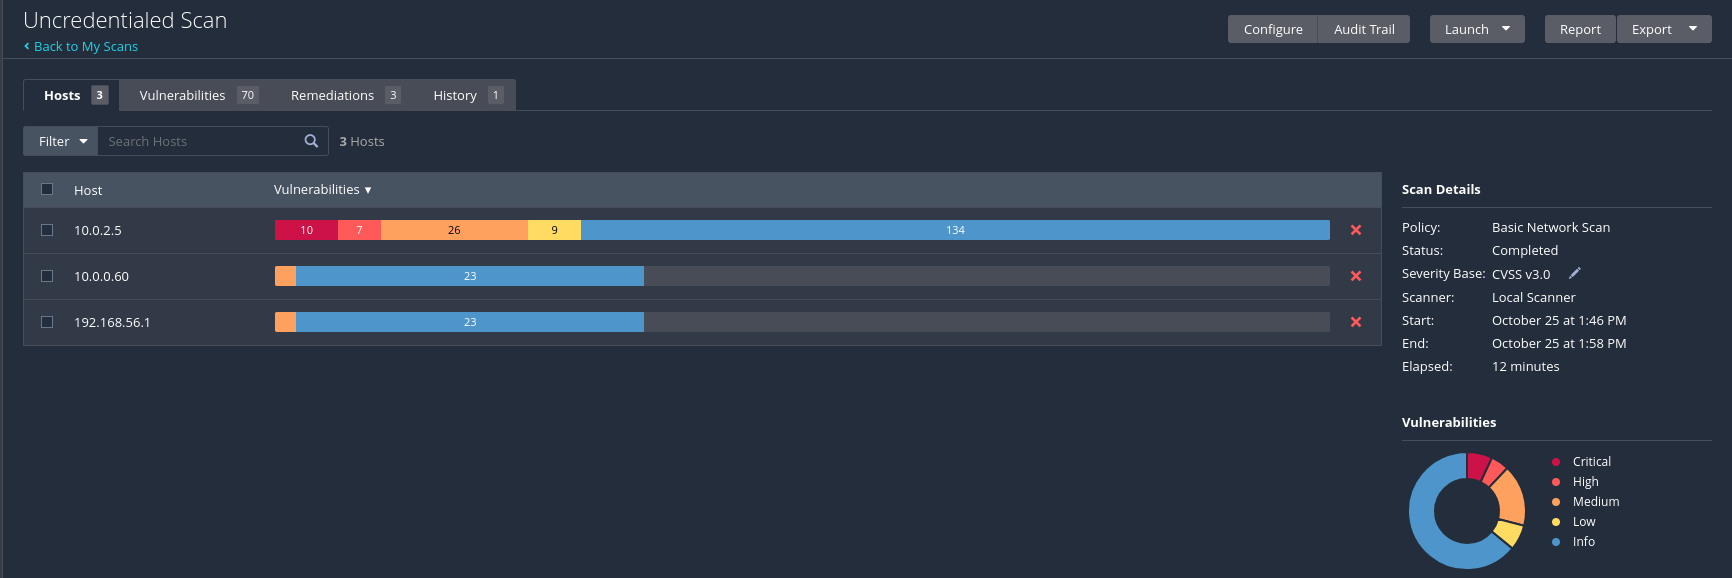 Uncredentialed Scan
Back to My Scans
Configure Audit Trail Launch Report Export
Hosts 3 Vulnerabilities 70 Remediations 3 History 1
Filter Search Hosts 3 Hosts
Host Vulnerabilities
10.0.2.5 10 7 26 9 134
10.0.0.60 23
192.168.56.1 23
Scan Details
Policy: Basic Network Scan
Status: Completed
Severity Base: CVSS v3.0
Scanner: Local Scanner
Start: October 25 at 1:46 PM
End: October 25 at 1:58 PM
Elapsed: 12 minutes
Vulnerabilities
Critical
High
Medium
Low
Info